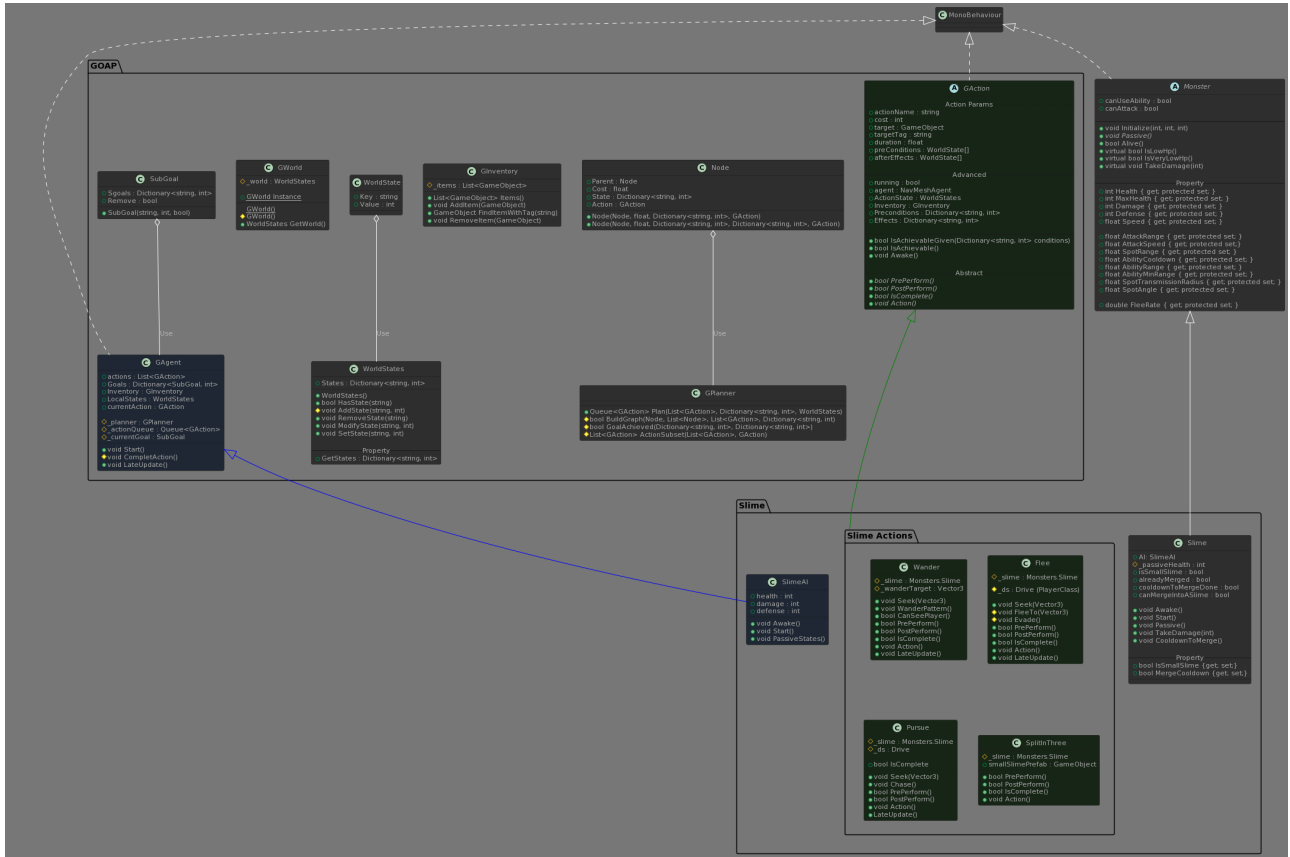 MonoBehaviour
GOAP
GAction
Action Params
actionName : string
cost : int
target : GameObject
targetTag : string
duration : float
preConditions : WorldState[]
afterEffects : WorldState[]
Advanced
running : bool
agent : NavMeshAgent
ActionState : WorldStates
Inventory : GInventory
Preconditions : Dictionary<string, int>
Effects : Dictionary<string, int>
bool IsAchievableGiven(Dictionary<string, int> conditions)
bool IsAchievable()
void Awake()
Abstract
bool PrePerform()
bool PostPerform()
bool IsComplete()
void Action()
Monster
canUseAbility : bool
canAttack : bool
void Initialize(int, int, int)
void Passive()
bool Alive()
virtual bool IsLowHp()
virtual bool IsVeryLowHp()
virtual void TakeDamage(int)
Property
int Health { get; protected set; }
int MaxHealth { get; protected set; }
int Damage { get; protected set; }
int Defense { get; protected set; }
float Speed { get; protected set; }
float AttackRange { get; protected set; }
float AttackSpeed { get; protected set; }
float SpotRange { get; protected set; }
float AbilityCooldown { get; protected set; }
float AbilityRange { get; protected set; }
float AbilityMinRange { get; protected set; }
float SpotTransmissionRadius { get; protected set; }
float SpotAngle { get; protected set; }
double FleeRate { get; protected set; }
SubGoal
Sgoals : Dictionary<string, int>
Remove : bool
SubGoal(string, int, bool)
GWorld
_world : WorldStates
GWorld Instance
GWorld()
GWorld()
WorldStates GetWorld()
WorldState
Key : string
Value : int
GInventory
_items : List<GameObject>
List<GameObject> Items()
void AddItem(GameObject)
GameObject FindItemWithTag(string)
void RemoveItem(GameObject)
Node
Parent : Node
Cost : float
State : Dictionary<string, int>
Action : GAction
Node(Node, float, Dictionary<string, int>, GAction)
Node(Node, float, Dictionary<string, int>, Dictionary<string, int>, GAction)
Use
Use
Use
GAgent
actions : List<GAction>
Goals : Dictionary<SubGoal, int>
Inventory : GInventory
LocalStates : WorldStates
currentAction : GAction
_planner : GPlanner
_actionQueue : Queue<GAction>
_currentGoal : SubGoal
void Start()
void CompletAction()
void LateUpdate()
WorldStates
States : Dictionary<string, int>
WorldStates()
bool HasState(string)
void AddState(string, int)
void RemoveState(string)
void ModifyState(string, int)
void SetState(string, int)
Property
GetStates : Dictionary<string, int>
GPlanner
Queue<GAction> Plan(List<GAction>, Dictionary<string, int>, WorldStates)
bool BuildGraph(Node, List<Node>, List<GAction>, Dictionary<string, int)
bool GoalAchieved(Dictionary<string, int>, Dictionary<string, int>)
List<GAction> ActionSubset(List<GAction>, GAction)
Slime
Slime Actions
SlimeAI
health : int
damage : int
defense : int
void Awake()
void Start()
void PassiveStates()
Wander
_slime : Monsters.Slime
_wanderTarget : Vector3
void Seek(Vector3)
void WanderPattern()
bool CanSeePlayer()
bool PrePerform()
bool PostPerform()
bool IsComplete()
void Action()
void LateUpdate()
Flee
_slime : Monsters.Slime
_ds : Drive (PlayerClass)
void Seek(Vector3)
void FleeTo(Vector3)
void Evade()
bool PrePerform()
bool PostPerform()
bool IsComplete()
void Action()
void LateUpdate()
Slime
AI: SlimeAI
_passiveHealth : int
isSmallSlime : bool
alreadyMerged : bool
cooldownToMergeDone : bool
canMergeIntoASlime : bool
void Awake()
void Start()
void Passive()
void TakeDamage(int)
void CooldownToMerge()
Property
bool IsSmallSlime {get; set;}
bool MergeCooldown {get; set;}
Pursue
_slime : Monsters.Slime
_ds : Drive
bool IsComplete
void Seek(Vector3)
void Chase()
bool PrePerform()
bool PostPerform()
void Action()
LateUpdate()
SplitInThree
_slime : Monsters.Slime
smallSlimePrefab : GameObject
bool PrePerform()
bool PostPerform()
bool IsComplete()
void Action()